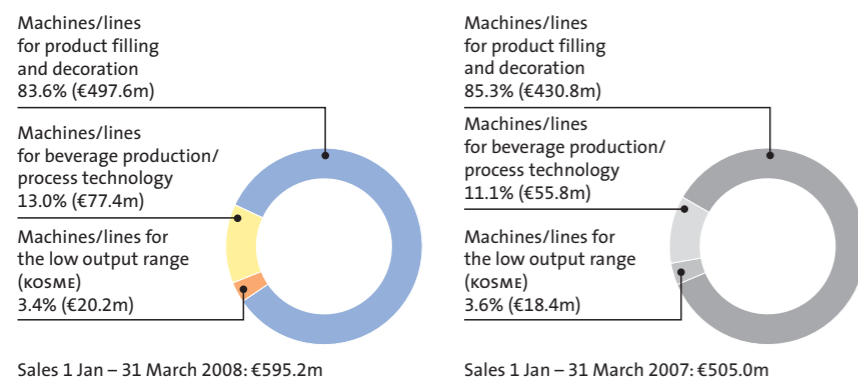 Machines/lines
for product filling
and decoration
83.6% (€497.6m)
Machines/lines
for beverage production/
process technology
13.0% (€77.4m)
Machines/lines for
the low output range
(KOSME)
3.4% (€20.2m)
Sales 1 Jan – 31 March 2008: €595.2m
Machines/lines
for product filling
and decoration
85.3% (€430.8m)
Machines/lines
for beverage production/
process technology
11.1% (€55.8m)
Machines/lines for
the low output range
(KOSME)
3.6% (€18.4m)
Sales 1 Jan – 31 March 2007: €505.0m